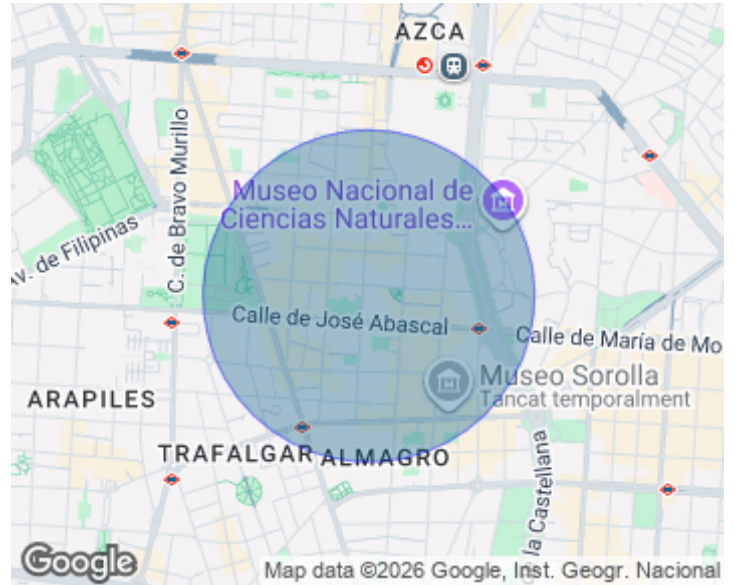 AZCA
C. de Bravo Murillo
Museo Nacional de
Ciencias Naturales...
Av. de Filipinas
Calle de José Abascal
Calle de María de Mo
Museo Sorolla
Tancat temporalment
ARAPILES
TRAFALGAR
ALMAGRO
la Castellana
Google
Map data ©2026 Google, Inst. Geogr. Nacional